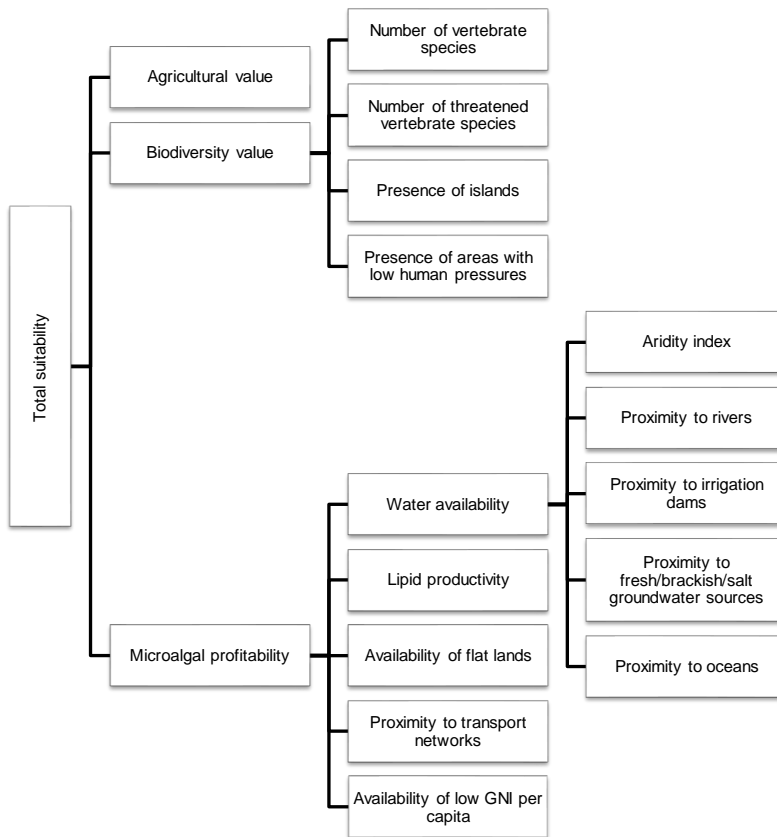 Total suitability
Agricultural value
Biodiversity value
Number of vertebrate
species
Number of threatened
vertebrate species
Presence of islands
Presence of areas with
low human pressures
Microalgal profitability
Water availability
Aridity index
Proximity to rivers
Proximity to irrigation
dams
Proximity to
fresh/brackish/salt
groundwater sources
Proximity to oceans
Lipid productivity
Availability of flat lands
Proximity to transport
networks
Availability of low GNI per
capita